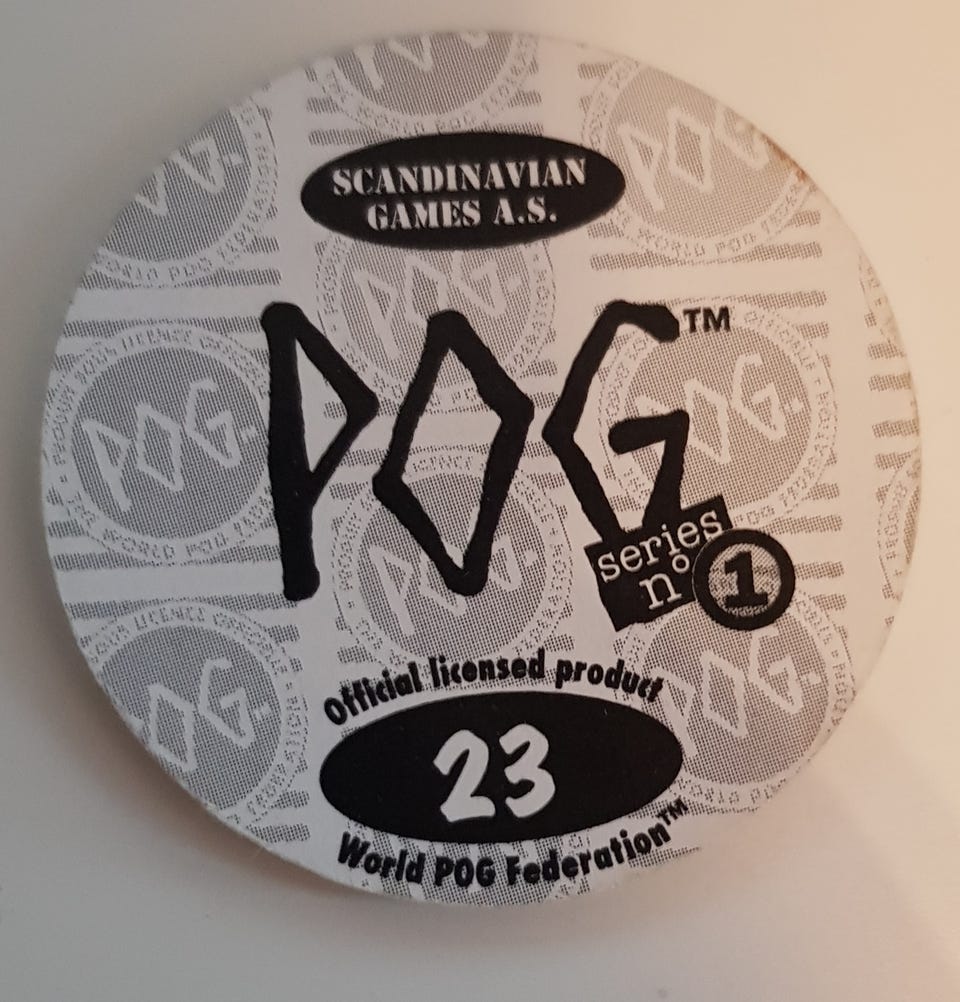 SCANDINAVIAN
GAMES A.S.
POG™
series
nº 1
Official licensed product
23
World POG Federation™